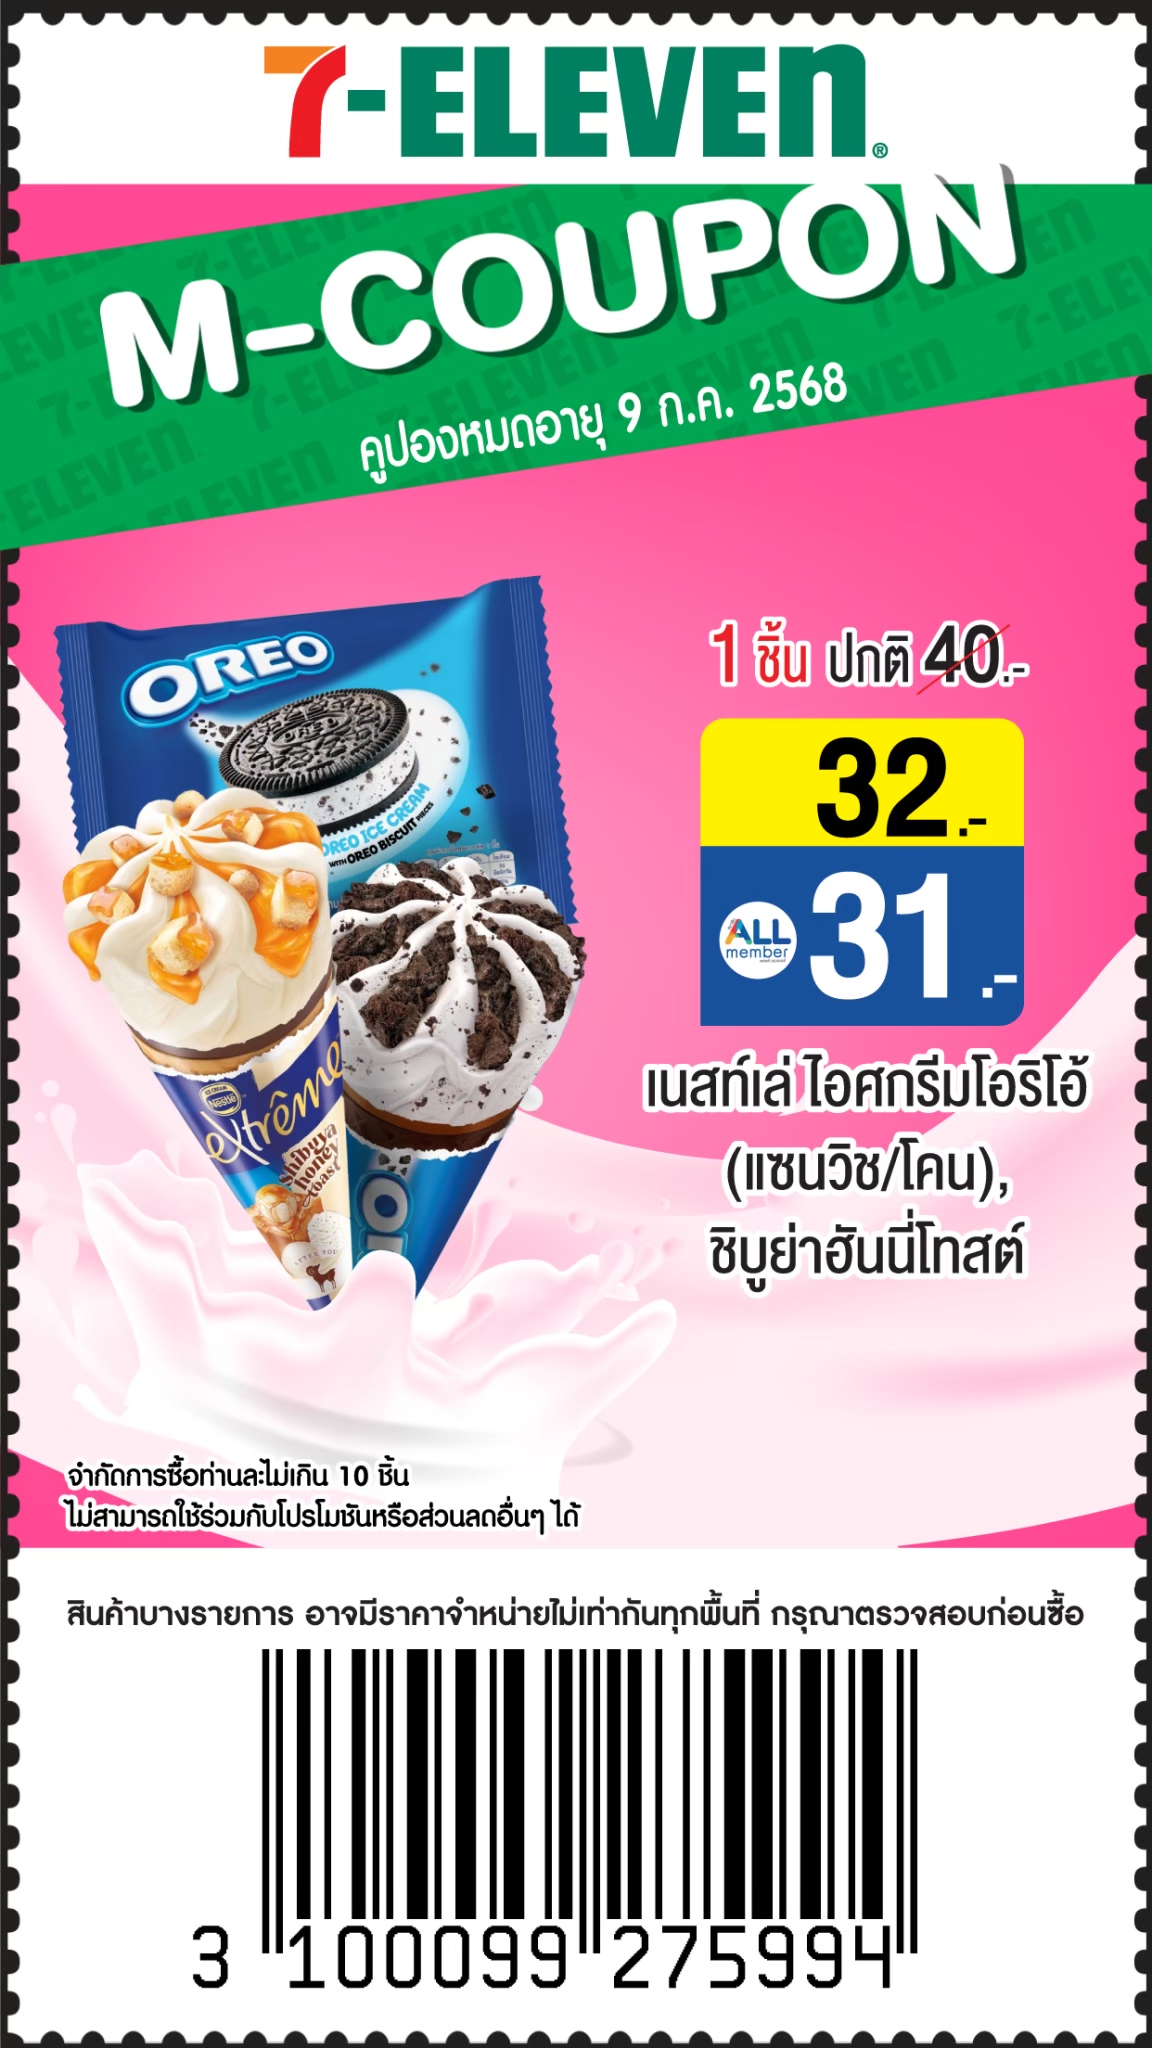 7-ELEVEN®
M-COUPON
คูปองหมดอายุ 9 ก.ค. 2568
OREO
OREO ICE CREAM
WITH OREO BISCUIT PIECES
1 ชิ้น ปกติ 40.-
32.-
ALL member 31.-
เนสท์เล่ ไอศกรีมโอริโอ้
(แซนวิช/โคน),
ชิบูย่าฮันนี่โทสต์
ICE CREAM
Nestlé
extrême
shibuya
honey
toast
AFTER YOU
จำกัดการซื้อท่านละไม่เกิน 10 ชิ้น
ไม่สามารถใช้ร่วมกับโปรโมชันหรือส่วนลดอื่นๆ ได้
สินค้าบางรายการ อาจมีราคาจำหน่ายไม่เท่ากันทุกพื้นที่ กรุณาตรวจสอบก่อนซื้อ
3 100099 275994